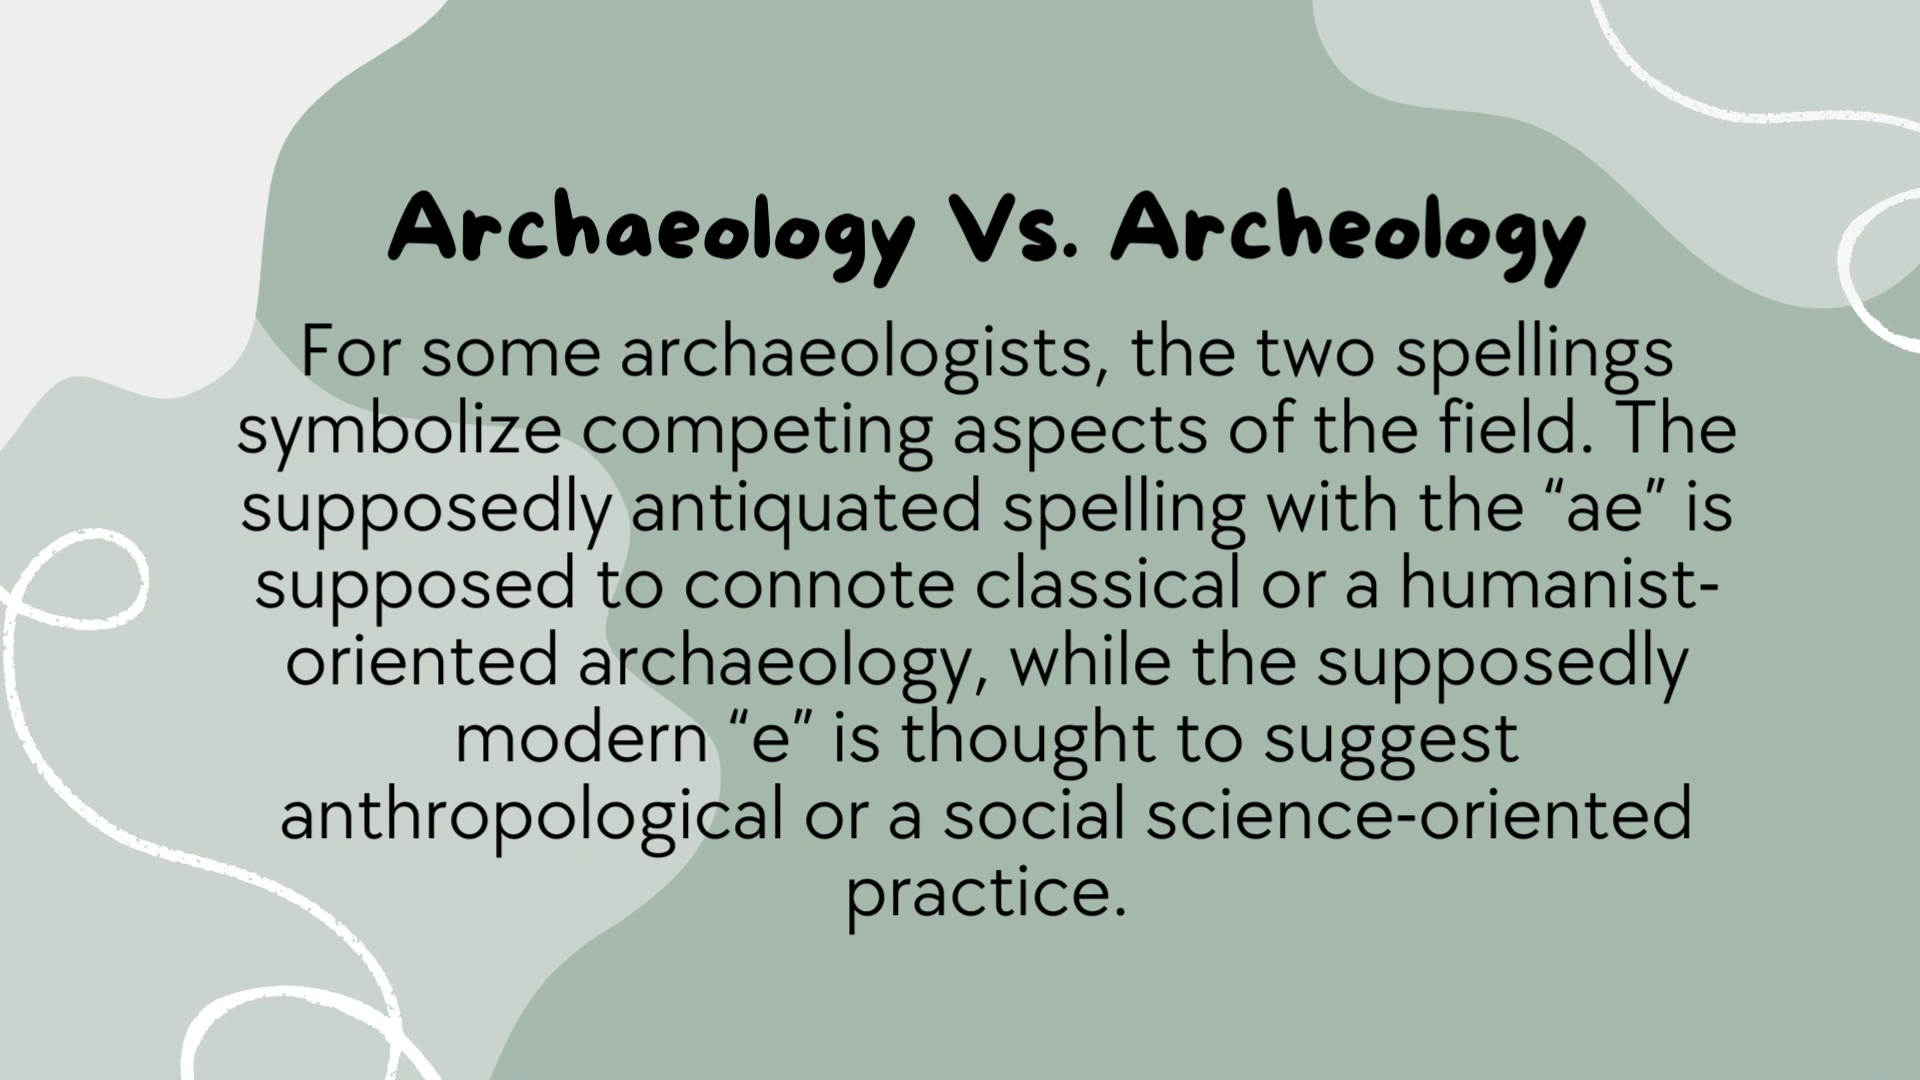 Archaeology Vs. Archeology
For some archaeologists, the two spellings
symbolize competing aspects of the field. The
supposedly antiquated spelling with the “ae” is
supposed to connote classical or a humanist-
oriented archaeology, while the supposedly
modern “e” is thought to suggest
anthropological or a social science-oriented
practice.